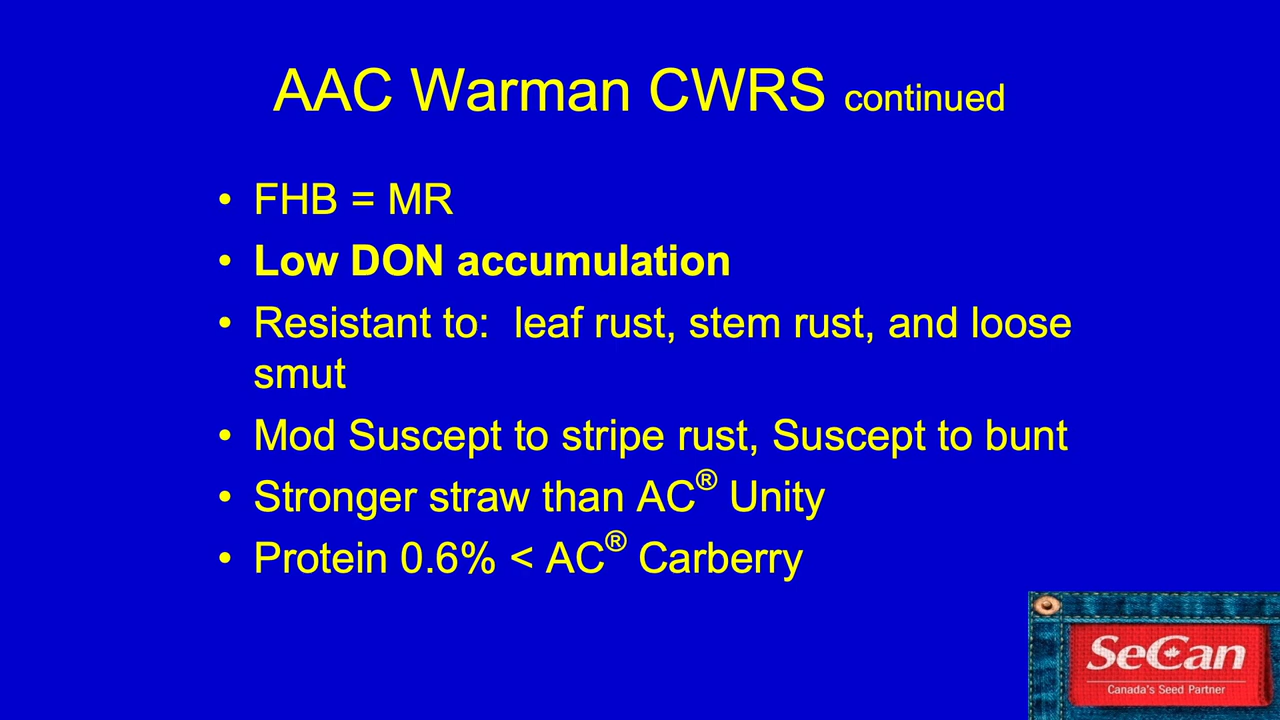 AAC Warman CWRS continued
• FHB = MR
• Low DON accumulation
• Resistant to:  leaf rust, stem rust, and loose
smut
• Mod Suscept to stripe rust, Suscept to bunt
• Stronger straw than AC® Unity
• Protein 0.6% < AC® Carberry
SeCan
Canada's Seed Partner